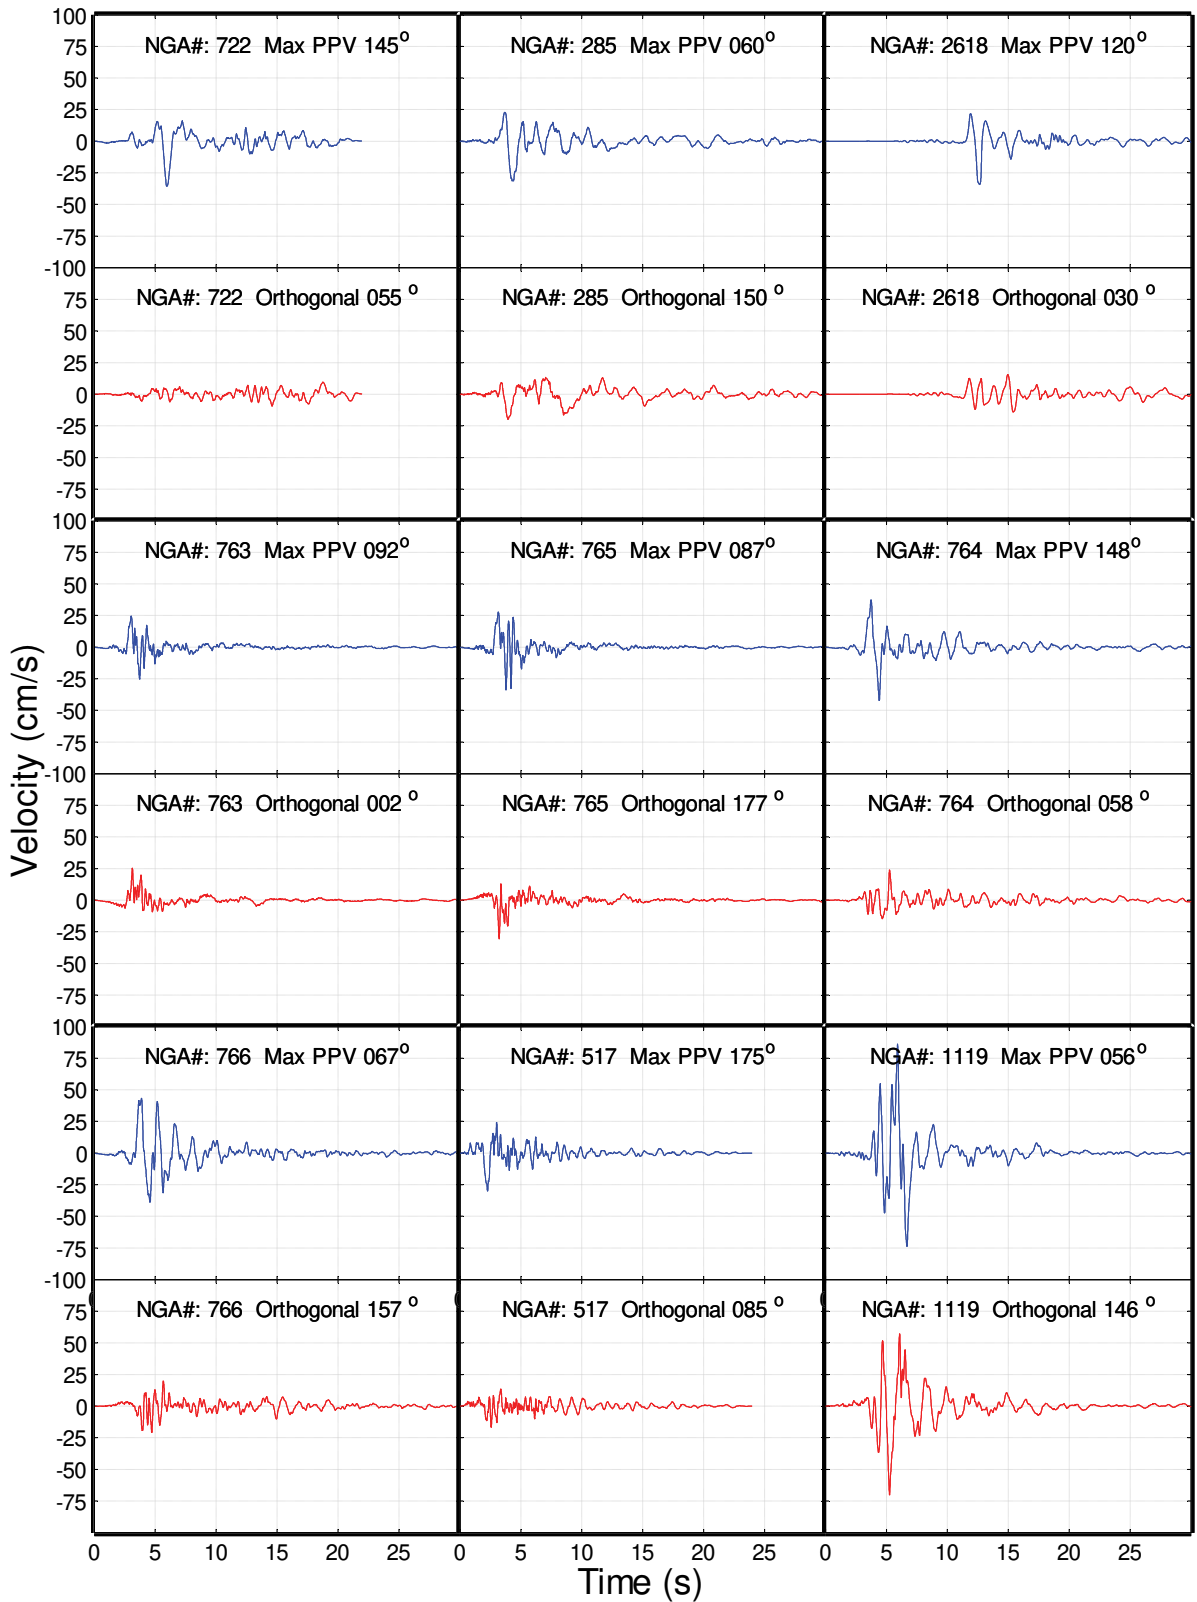 100
75
50
25
0
-25
-50
-75
-100
NGA#: 722 Max PPV 145°
NGA#: 285 Max PPV 060°
NGA#: 2618 Max PPV 120°
75
50
25
0
-25
-50
-75
NGA#: 722 Orthogonal 055 °
NGA#: 285 Orthogonal 150 °
NGA#: 2618 Orthogonal 030 °
100
75
50
25
0
-25
-50
-75
-100
NGA#: 763 Max PPV 092°
NGA#: 765 Max PPV 087°
NGA#: 764 Max PPV 148°
75
50
25
0
-25
-50
-75
NGA#: 763 Orthogonal 002 °
NGA#: 765 Orthogonal 177 °
NGA#: 764 Orthogonal 058 °
100
75
50
25
0
-25
-50
-75
-100
NGA#: 766 Max PPV 067°
NGA#: 517 Max PPV 175°
NGA#: 1119 Max PPV 056°
75
50
25
0
-25
-50
-75
NGA#: 766 Orthogonal 157 °
NGA#: 517 Orthogonal 085 °
NGA#: 1119 Orthogonal 146 °
0 5 10 15 20 25
0 5 10 15 20 25
0 5 10 15 20 25
Velocity (cm/s)
Time (s)